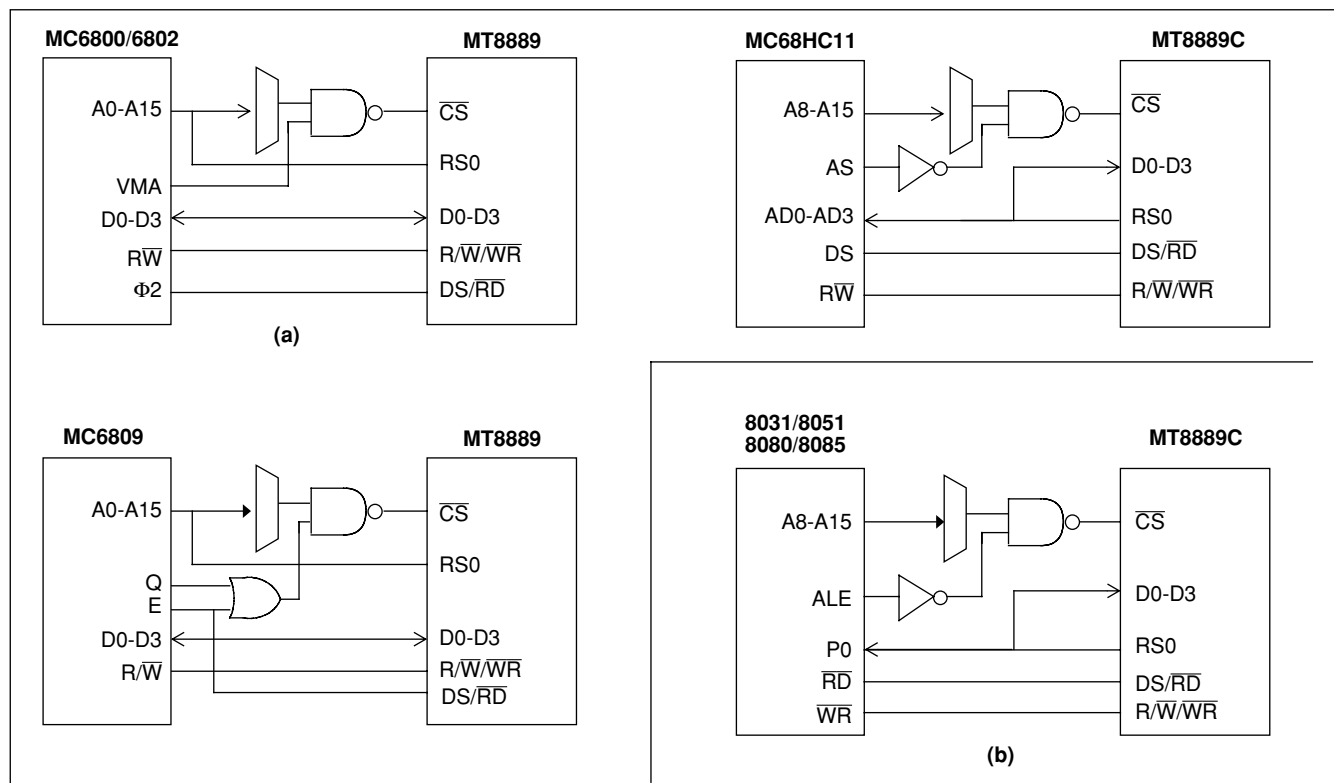 MC6800/6802
MT8889
A0-A15
CS
RS0
VMA
D0-D3
D0-D3
RW
R/W/WR
Φ2
DS/RD
(a)
MC68HC11
MT8889C
A8-A15
CS
AS
D0-D3
AD0-AD3
RS0
DS
DS/RD
RW
R/W/WR
MC6809
MT8889
A0-A15
CS
RS0
Q
E
D0-D3
D0-D3
R/W
R/W/WR
DS/RD
8031/8051
8080/8085
MT8889C
A8-A15
CS
ALE
D0-D3
P0
RS0
RD
DS/RD
WR
R/W/WR
(b)